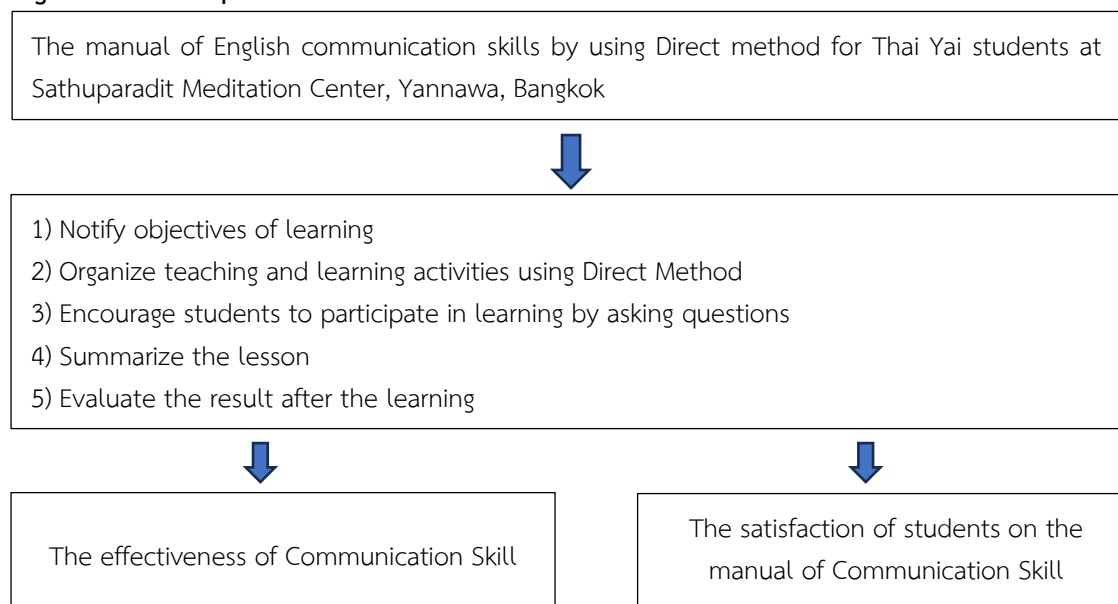 The manual of English communication skills by using Direct method for Thai Yai students at
Sathuparadit Meditation Center, Yannawa, Bangkok
1) Notify objectives of learning
2) Organize teaching and learning activities using Direct Method
3) Encourage students to participate in learning by asking questions
4) Summarize the lesson
5) Evaluate the result after the learning
The effectiveness of Communication Skill
The satisfaction of students on the
manual of Communication Skill